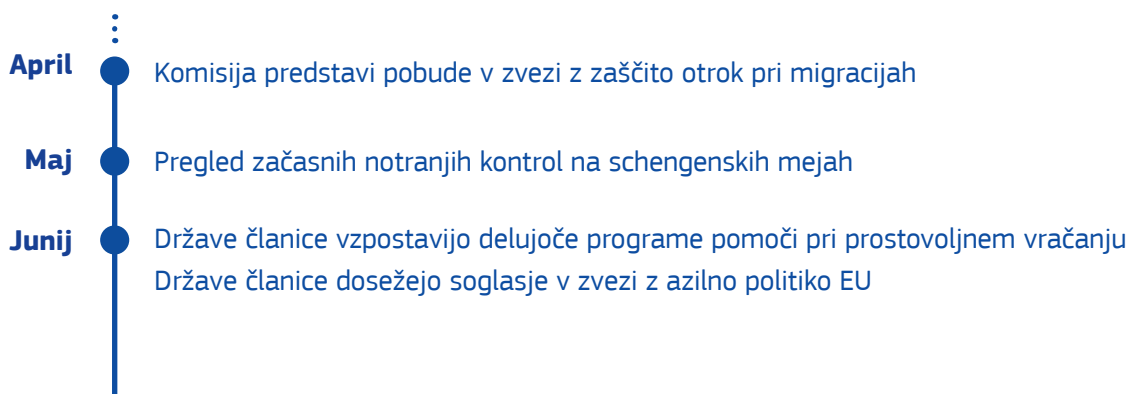 April
Komisija predstavi pobude v zvezi z zaščito otrok pri migracijah
Maj
Pregled začasnih notranjih kontrol na schengenskih mejah
Junij
Države članice vzpostavijo delujoče programe pomoči pri prostovoljnem vračanju
Države članice dosežejo soglasje v zvezi z azilno politiko EU